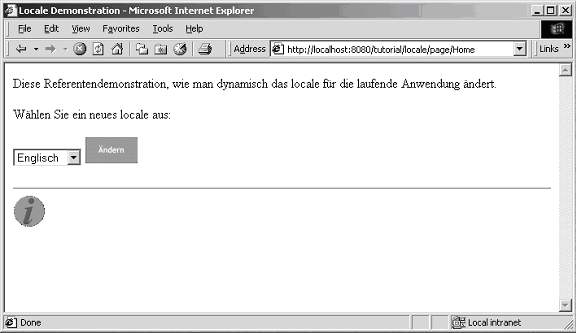 Locale Demonstration - Microsoft Internet Explorer
File Edit View Favorites Tools Help
Address http://localhost:8080/tutorial/locale/page/Home Links »
Diese Referentendemonstration, wie man dynamisch das locale für die laufende Anwendung ändert.
Wählen Sie ein neues locale aus:
Englisch Ändern
i
Done Local intranet